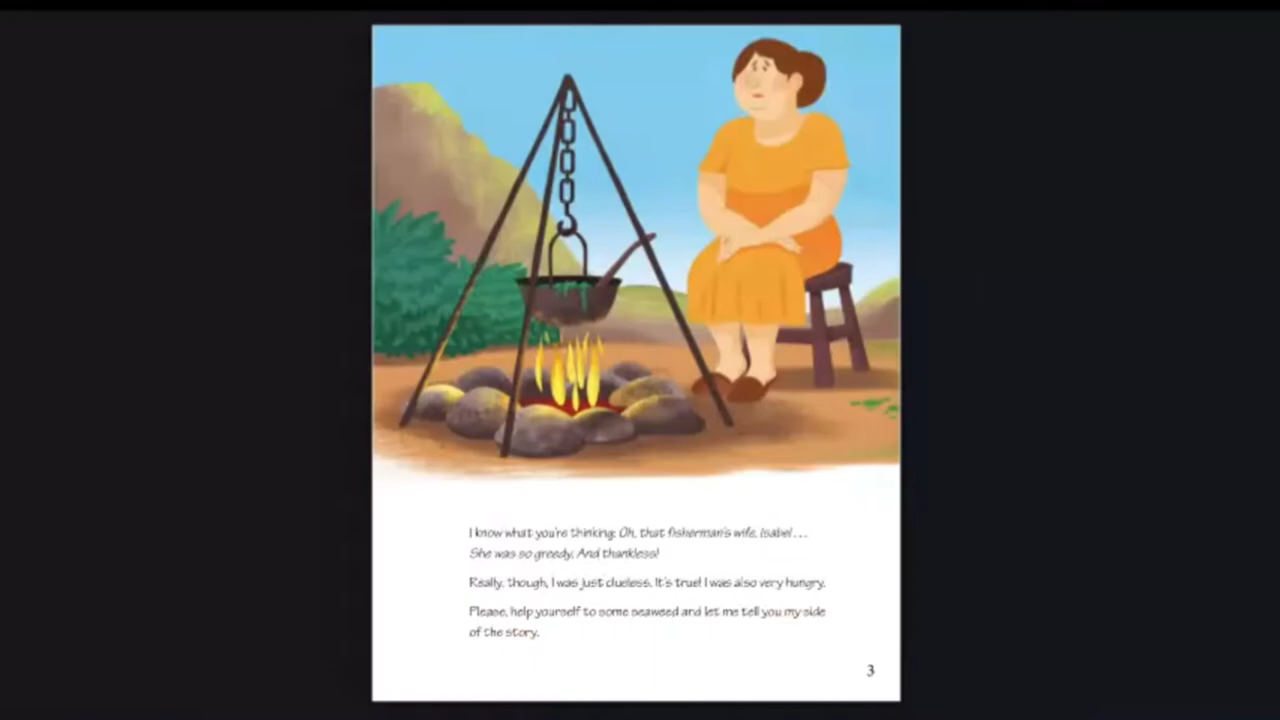 I know what you're thinking: Oh, that fisherman's wife, Isabel...
She was so greedy. And thankless!
Really, though, I was just clueless. It's true! I was also very hungry.
Please, help yourself to some seaweed and let me tell you my side
of the story.
3